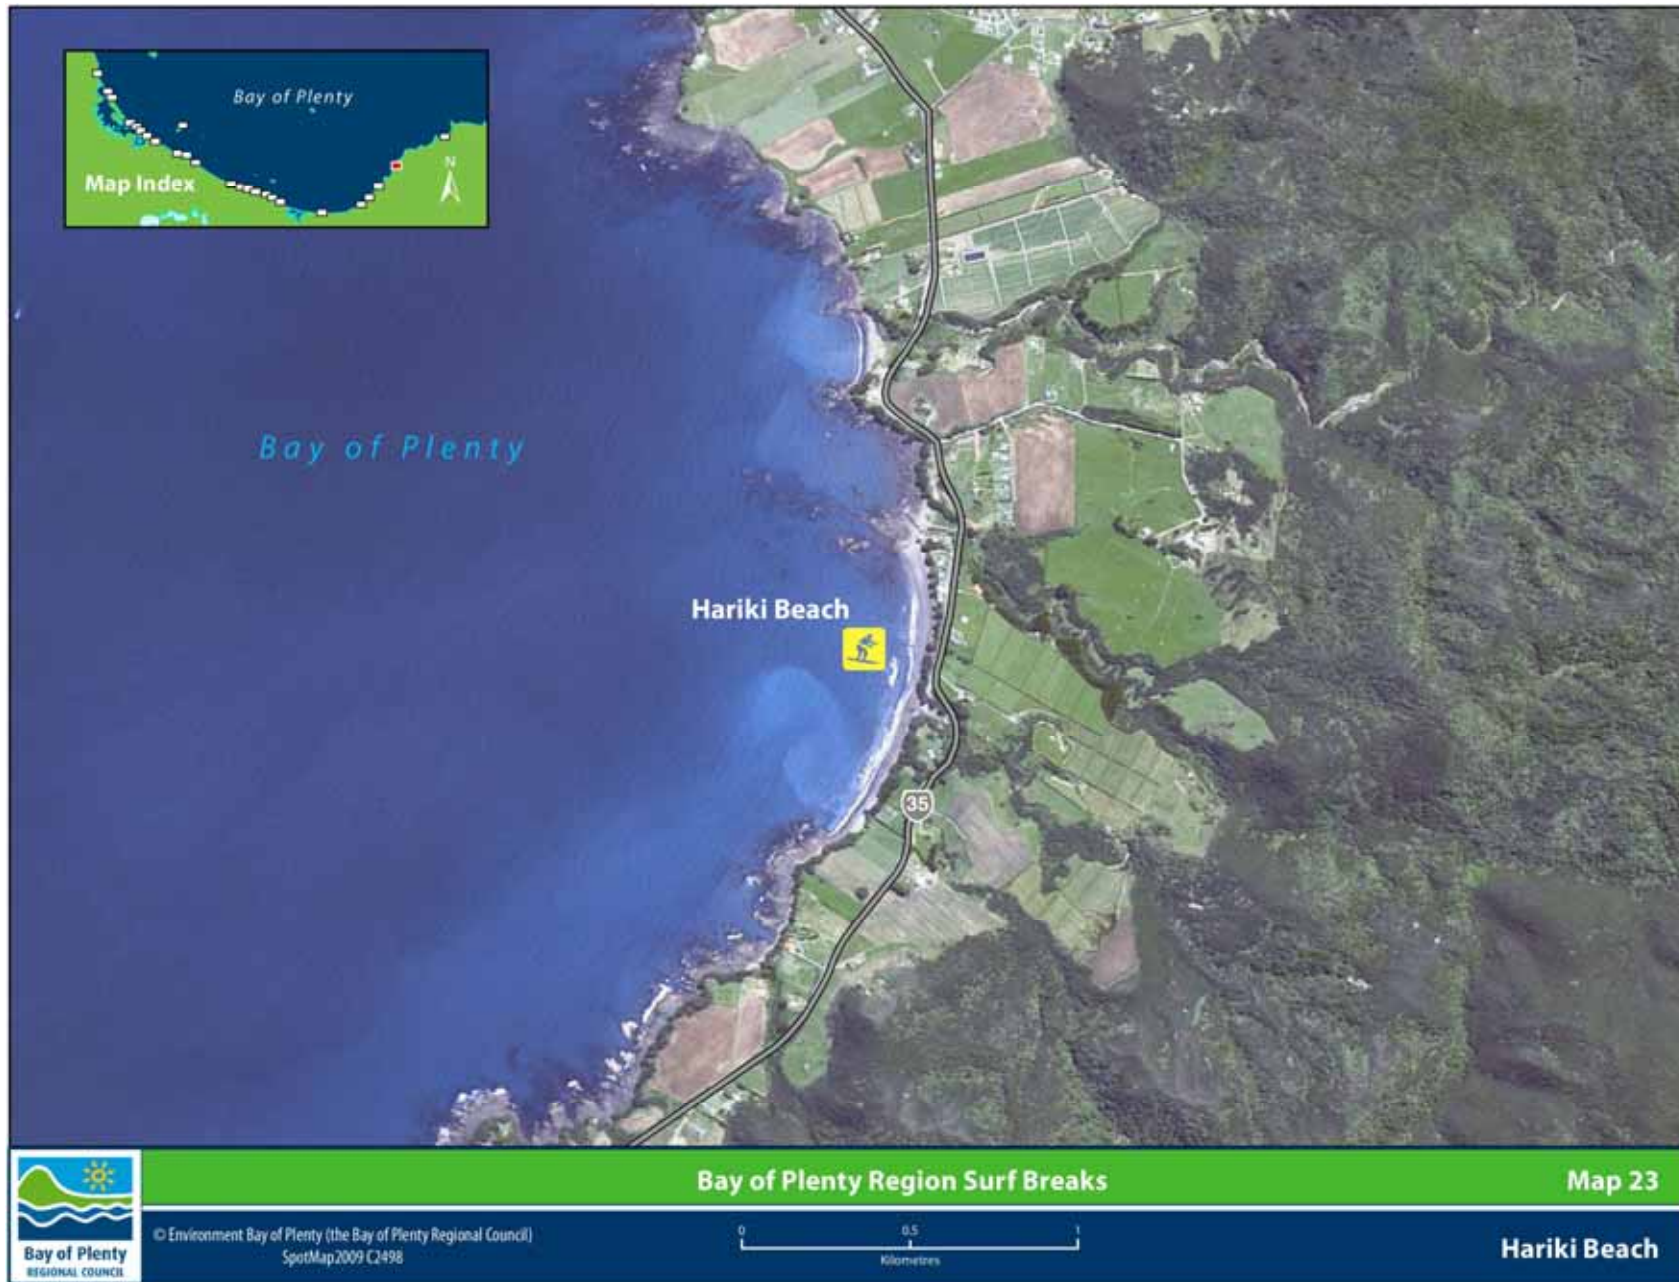 Bay of Plenty
Map Index
N
Bay of Plenty
Hariki Beach
35
Bay of Plenty Region Surf Breaks
Map 23
Bay of Plenty
REGIONAL COUNCIL
© Environment Bay of Plenty (the Bay of Plenty Regional Council)
SpotMap2009 C2498
0 0.5 1
Kilometres
Hariki Beach